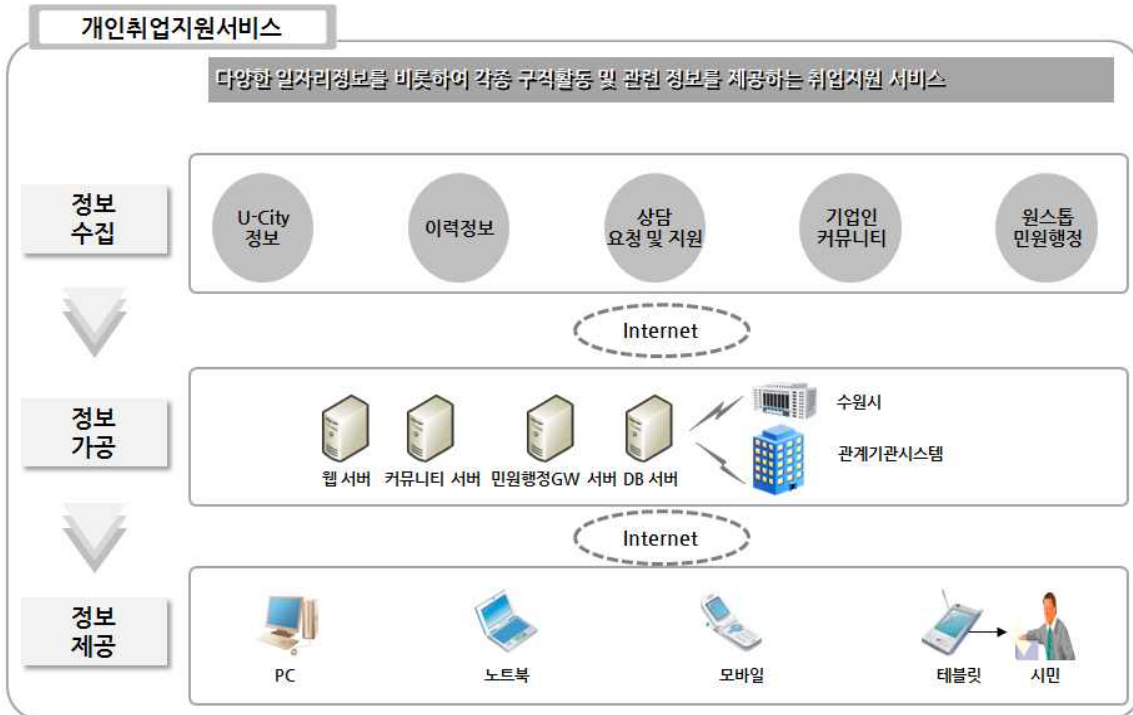 개인취업지원서비스
다양한 일자리정보를 비롯하여 각종 구직활동 및 관련 정보를 제공하는 취업지원 서비스
정보
수집
U-City
정보
이력정보
상담
요청 및 지원
기업인
커뮤니티
원스톱
민원행정
Internet
정보
가공
웹 서버
커뮤니티 서버
민원행정GW 서버
DB 서버
수원시
관계기관시스템
Internet
정보
제공
PC
노트북
모바일
테블릿
시민